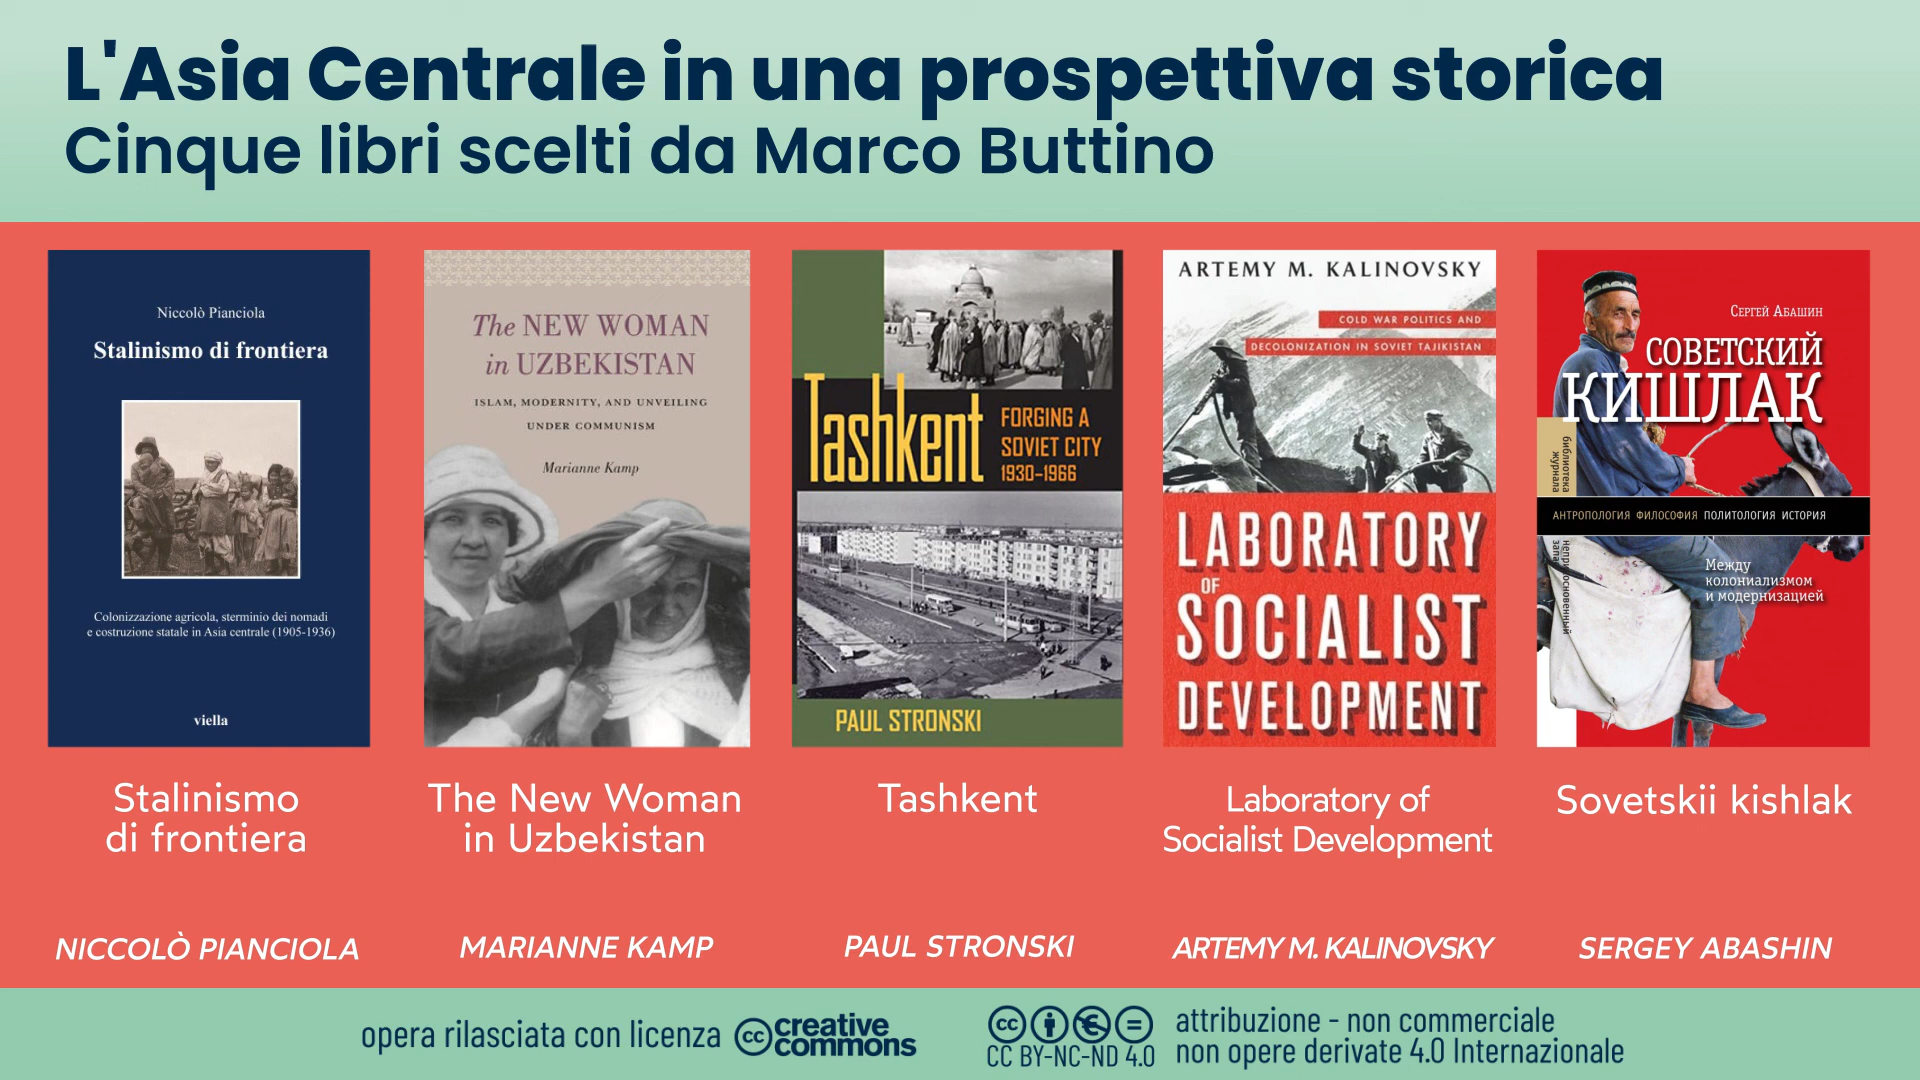 L'Asia Centrale in una prospettiva storica
Cinque libri scelti da Marco Buttino
Niccolò Pianciola
Stalinismo di frontiera
Colonizzazione agricola, sterminio dei nomadi
e costruzione statale in Asia centrale (1905-1936)
viella
The NEW WOMAN
in UZBEKISTAN
ISLAM, MODERNITY, AND UNVEILING
UNDER COMMUNISM
Marianne Kamp
Tashkent
FORGING A
SOVIET CITY
1930–1966
PAUL STRONSKI
ARTEMY M. KALINOVSKY
COLD WAR POLITICS AND
DECOLONIZATION IN SOVIET TAJIKISTAN
LABORATORY
OF
SOCIALIST
DEVELOPMENT
Сергей Абашин
СОВЕТСКИЙ
КИШЛАК
библиотека
журнала
АНТРОПОЛОГИЯ ФИЛОСОФИЯ ПОЛИТОЛОГИЯ ИСТОРИЯ
неприкосновенный
Между
колониализмом
и модернизацией
Stalinismo
di frontiera
The New Woman
in Uzbekistan
Tashkent
Laboratory of
Socialist Development
Sovetskii kishlak
NICCOLÒ PIANCIOLA
MARIANNE KAMP
PAUL STRONSKI
ARTEMY M. KALINOVSKY
SERGEY ABASHIN
opera rilasciata con licenza
cc creative
commons
cc
CC BY-NC-ND 4.0
attribuzione - non commerciale
non opere derivate 4.0 Internazionale